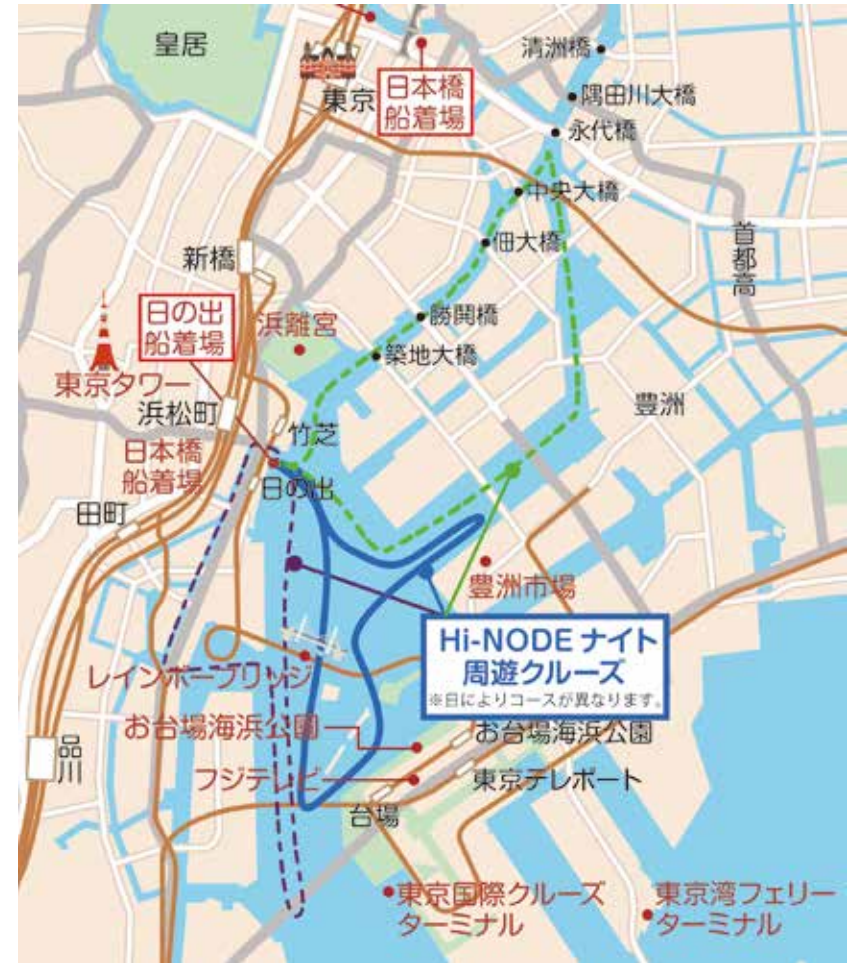 皇居
清洲橋
東京
日本橋
船着場
隅田川大橋
永代橋
中央大橋
佃大橋
首都高
新橋
日の出
船着場
浜離宮
勝鬨橋
築地大橋
東京タワー
浜松町
豊洲
竹芝
日本橋
船着場
日の出
田町
豊洲市場
Hi-NODE ナイト
周遊クルーズ
※日によりコースが異なります。
レインボーブリッジ
お台場海浜公園
お台場海浜公園
品川
フジテレビ
東京テレポート
台場
東京国際クルーズ
ターミナル
東京湾フェリー
ターミナル